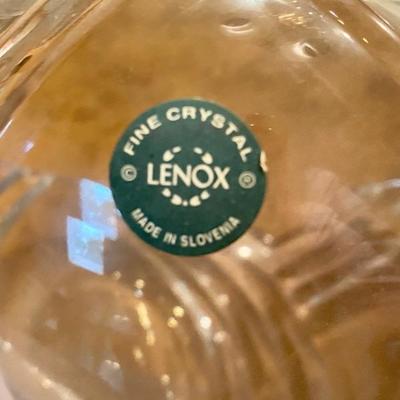 FINE CRYSTAL
© LENOX ®
MADE IN SLOVENIA